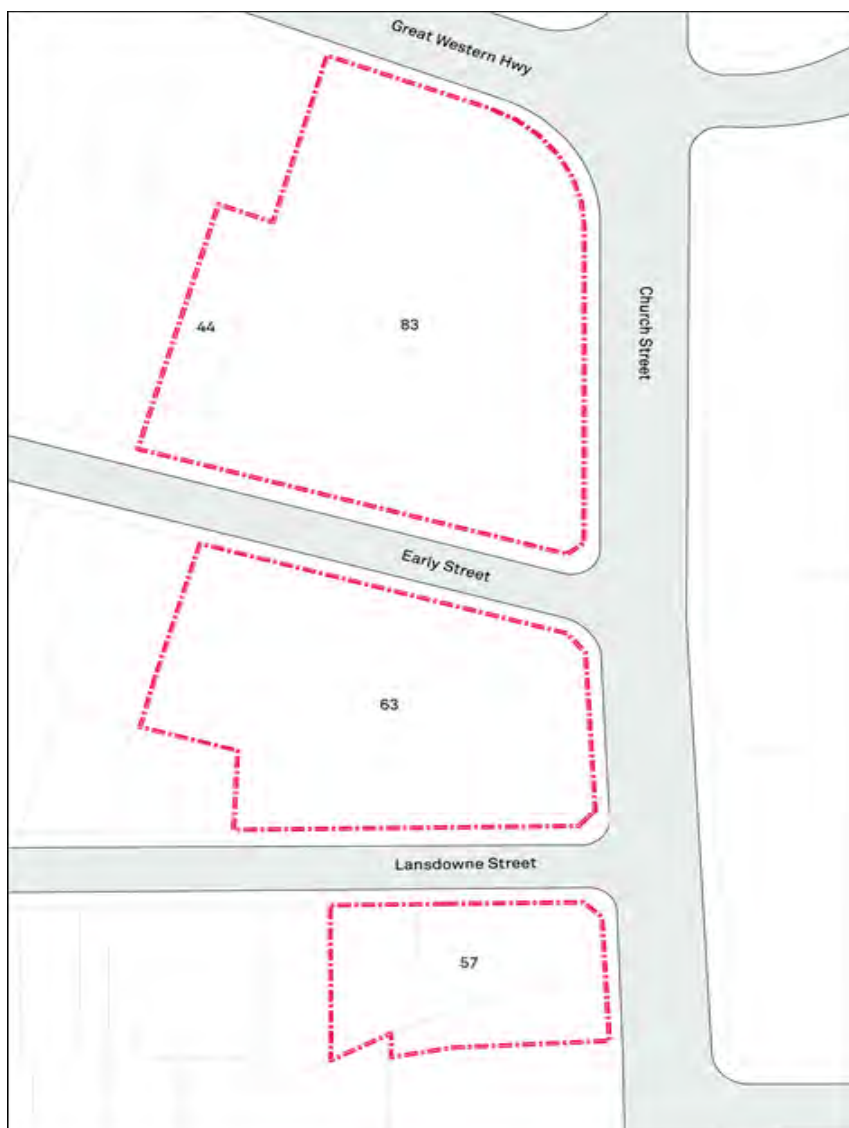 Great Western Hwy
Church Street
44
83
Early Street
63
Lansdowne Street
57